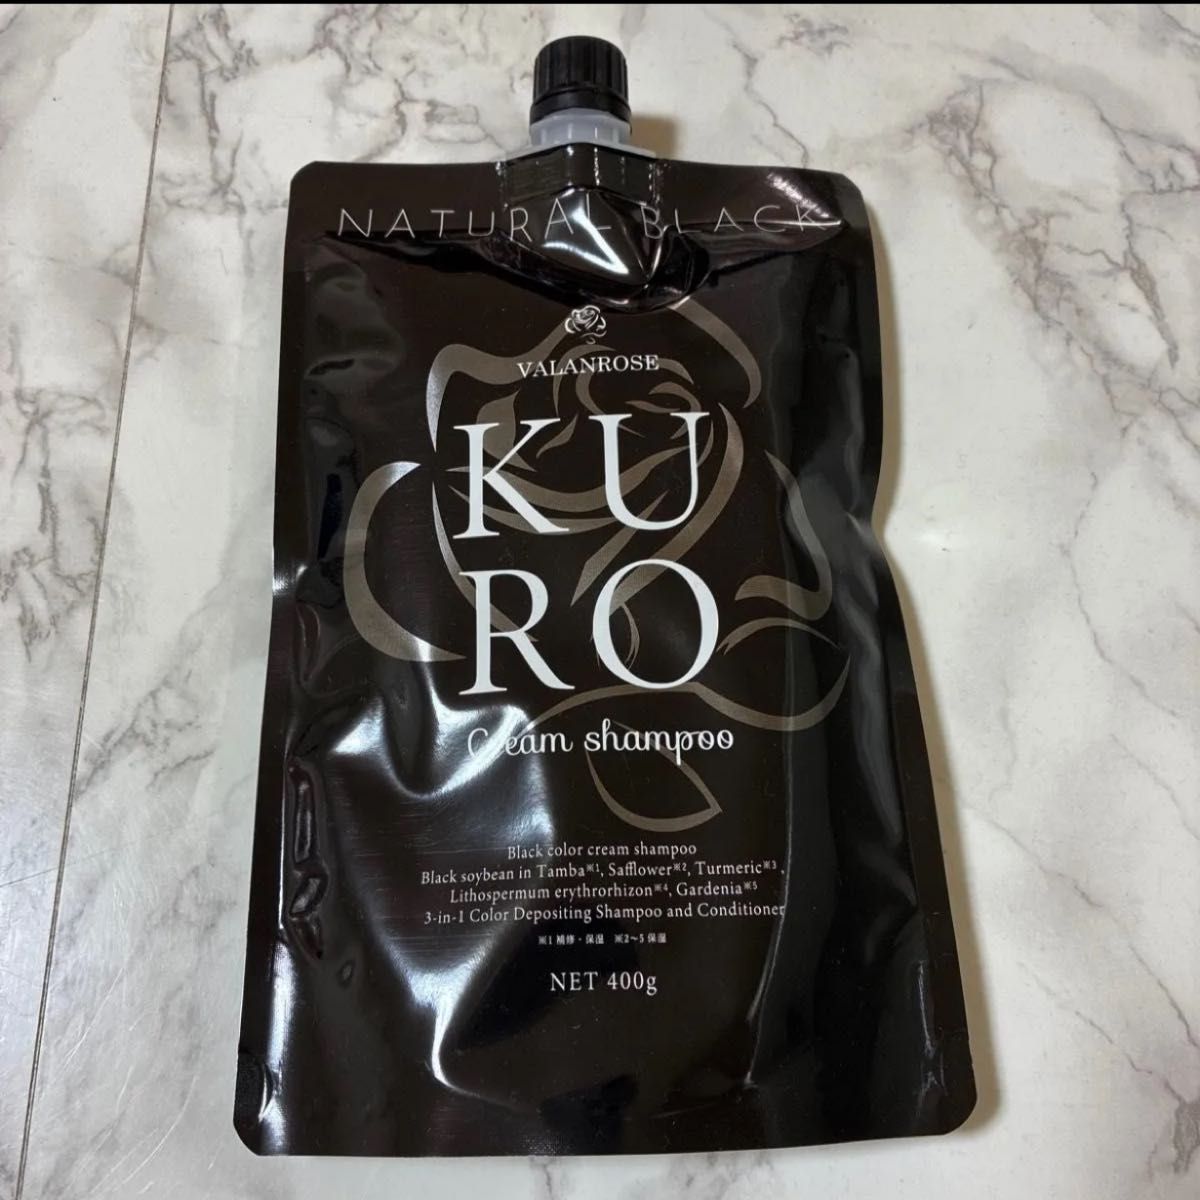 NATURAL BLACK
VALANROSE
KU
RO
Cream shampoo
Black color cream shampoo
Black soybean in Tamba※1, Safflower※2, Turmeric※3,
Lithospermum erythrorhizon※4, Gardenia※5
3-in-1 Color Depositing Shampoo and Conditioner
※1 補修・保湿 ※2～5 保湿
NET 400g